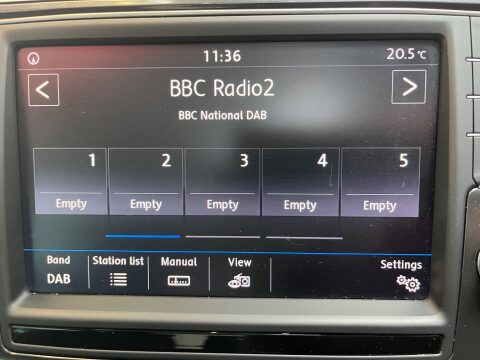 11:36 20.5 °C
< BBC Radio2 >
BBC National DAB
1 2 3 4 5
Empty Empty Empty Empty Empty
Band Station list Manual View Settings
DAB